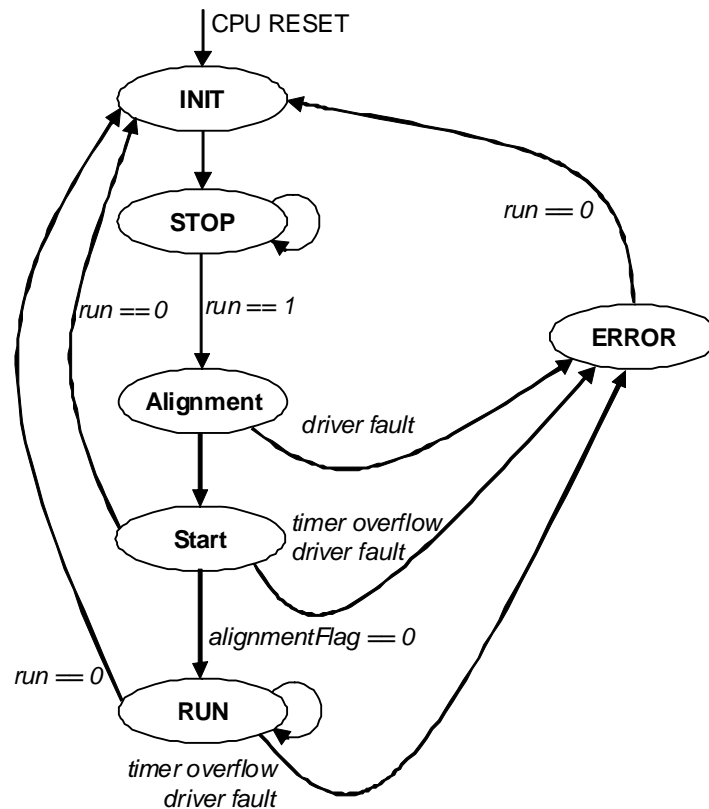 CPU RESET
INIT
run == 0
STOP
run == 0
run == 1
ERROR
Alignment
driver fault
timer overflow
driver fault
Start
alignmentFlag == 0
run == 0
RUN
timer overflow
driver fault